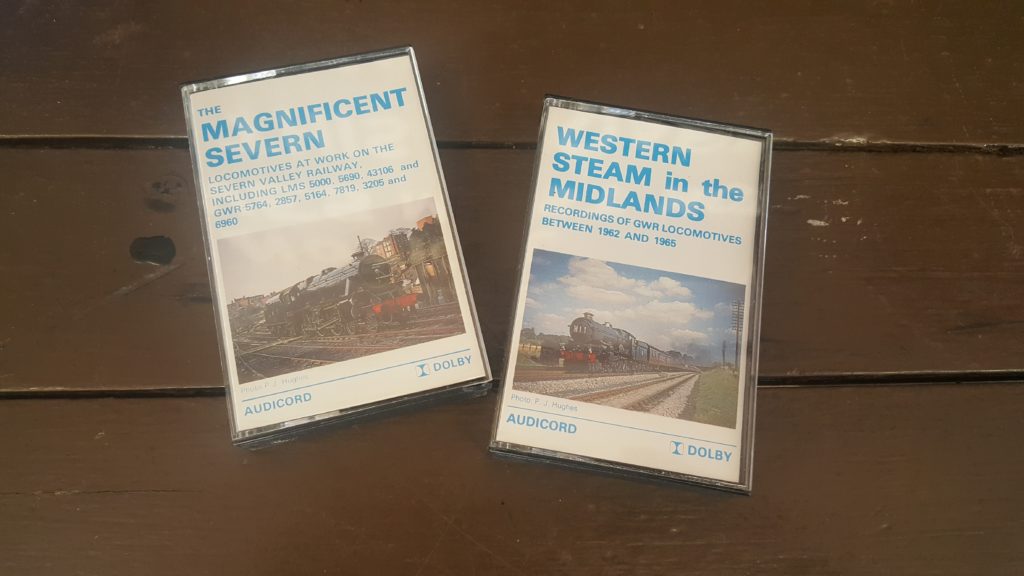 THE
MAGNIFICENT
SEVERN
LOCOMOTIVES AT WORK ON THE
SEVERN VALLEY RAILWAY,
INCLUDING LMS 5000, 5690, 43106 and
GWR 5764, 2857, 5164, 7819, 3205 and
6960
Photo P. J. Hughes
DOLBY
AUDICORD
WESTERN
STEAM in the
MIDLANDS
RECORDINGS OF GWR LOCOMOTIVES
BETWEEN 1962 AND 1965
Photo. P. J. Hughes
AUDICORD
DOLBY